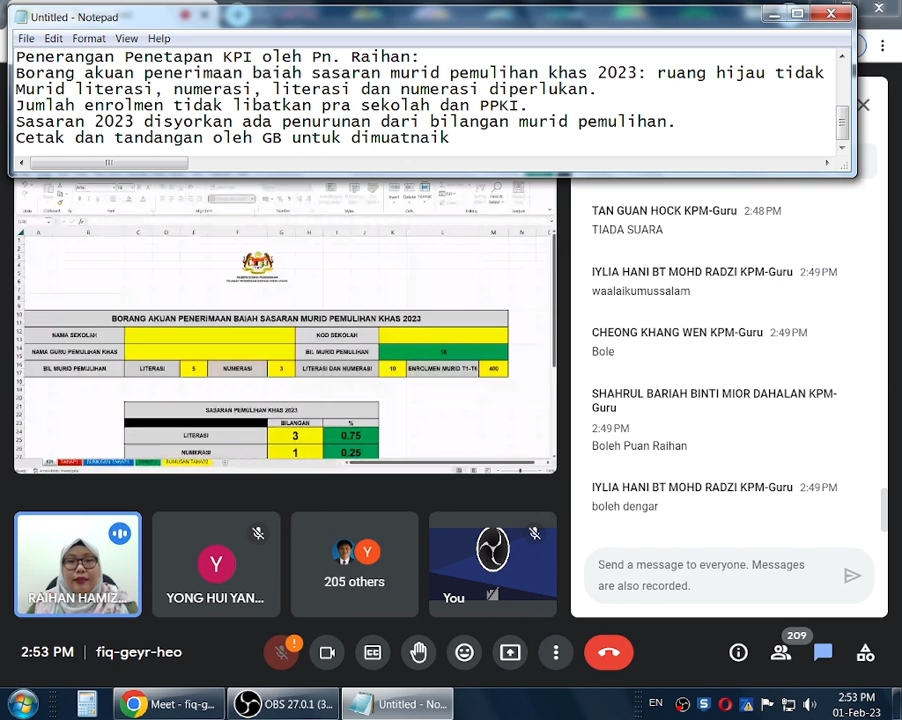 Untitled - Notepad
File Edit Format View Help
Penerangan Penetapan KPI oleh Pn. Raihan:
Borang akuan penerimaan baiah sasaran murid pemulihan khas 2023: ruang hijau tidak
Murid literasi, numerasi, literasi dan numerasi diperlukan.
Jumlah enrolmen tidak libatkan pra sekolah dan PPKI.
Sasaran 2023 disyorkan ada penurunan dari bilangan murid pemulihan.
Cetak dan tandangan oleh GB untuk dimuatnaik
BORANG AKUAN PENERIMAAN BAIAH SASARAN MURID PEMULIHAN KHAS 2023
NAMA SEKOLAH KOD SEKOLAH
NAMA GURU PEMULIHAN KHAS BIL MURID PEMULIHAN 18
BIL MURID PEMULIHAN LITERASI 5 NUMERASI 3 LITERASI DAN NUMERASI 10 ENROLMEN MURID T1-T6 400
SASARAN PEMULIHAN KHAS 2023
BILANGAN %
LITERASI 3 0.75
NUMERASI 1 0.25
TAN GUAN HOCK KPM-Guru 2:48 PM
TIADA SUARA
IYLIA HANI BT MOHD RADZI KPM-Guru 2:49 PM
waalaikumussalam
CHEONG KHANG WEN KPM-Guru 2:49 PM
Bole
SHAHRUL BARIAH BINTI MIOR DAHALAN KPM-
Guru
2:49 PM
Boleh Puan Raihan
IYLIA HANI BT MOHD RADZI KPM-Guru 2:49 PM
boleh dengar
Send a message to everyone. Messages
are also recorded.
RAIHAN HAMIZ...
Y
YONG HUI YAN...
Y
205 others
You
2:53 PM | fiq-geyr-heo
209
Meet - fiq-g...
OBS 27.0.1 (3...
Untitled - No...
EN
2:53 PM
01-Feb-23